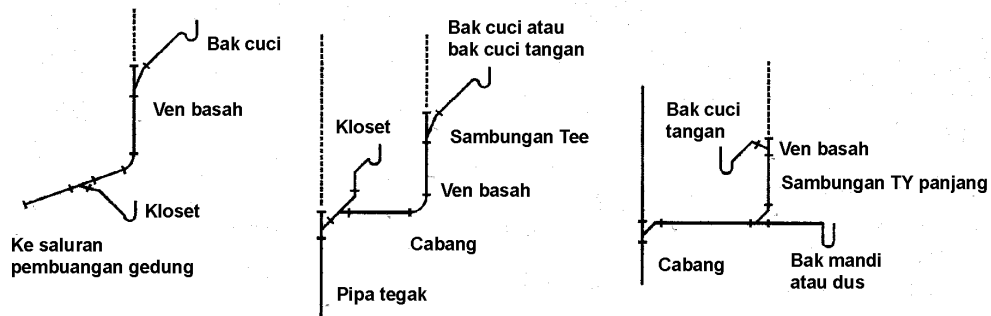 Bak cuci
Ven basah
Kloset
Ke saluran
pembuangan gedung
Bak cuci atau
bak cuci tangan
Kloset
Sambungan Tee
Ven basah
Cabang
Pipa tegak
Bak cuci
tangan
Ven basah
Sambungan TY panjang
Cabang
Bak mandi
atau dus